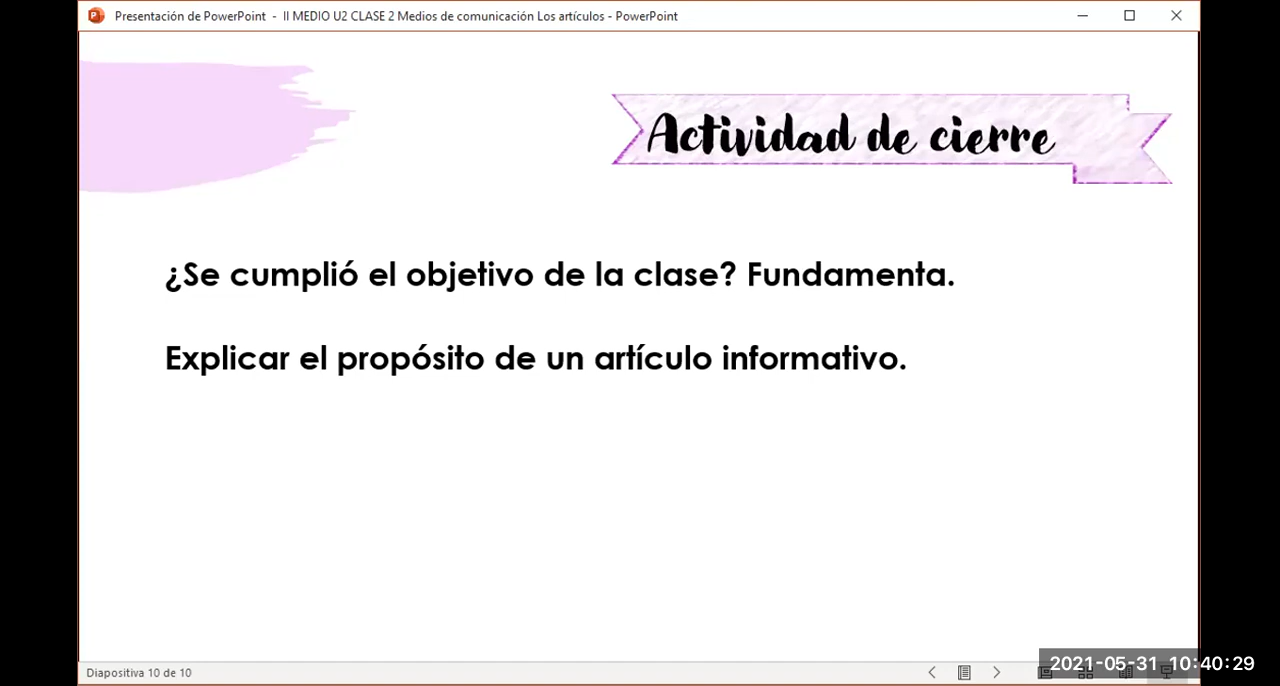 Presentación de PowerPoint - II MEDIO U2 CLASE 2 Medios de comunicación Los artículos - PowerPoint
Actividad de cierre
¿Se cumplió el objetivo de la clase? Fundamenta.
Explicar el propósito de un artículo informativo.
Diapositiva 10 de 10
2021-05-31 10:40:29